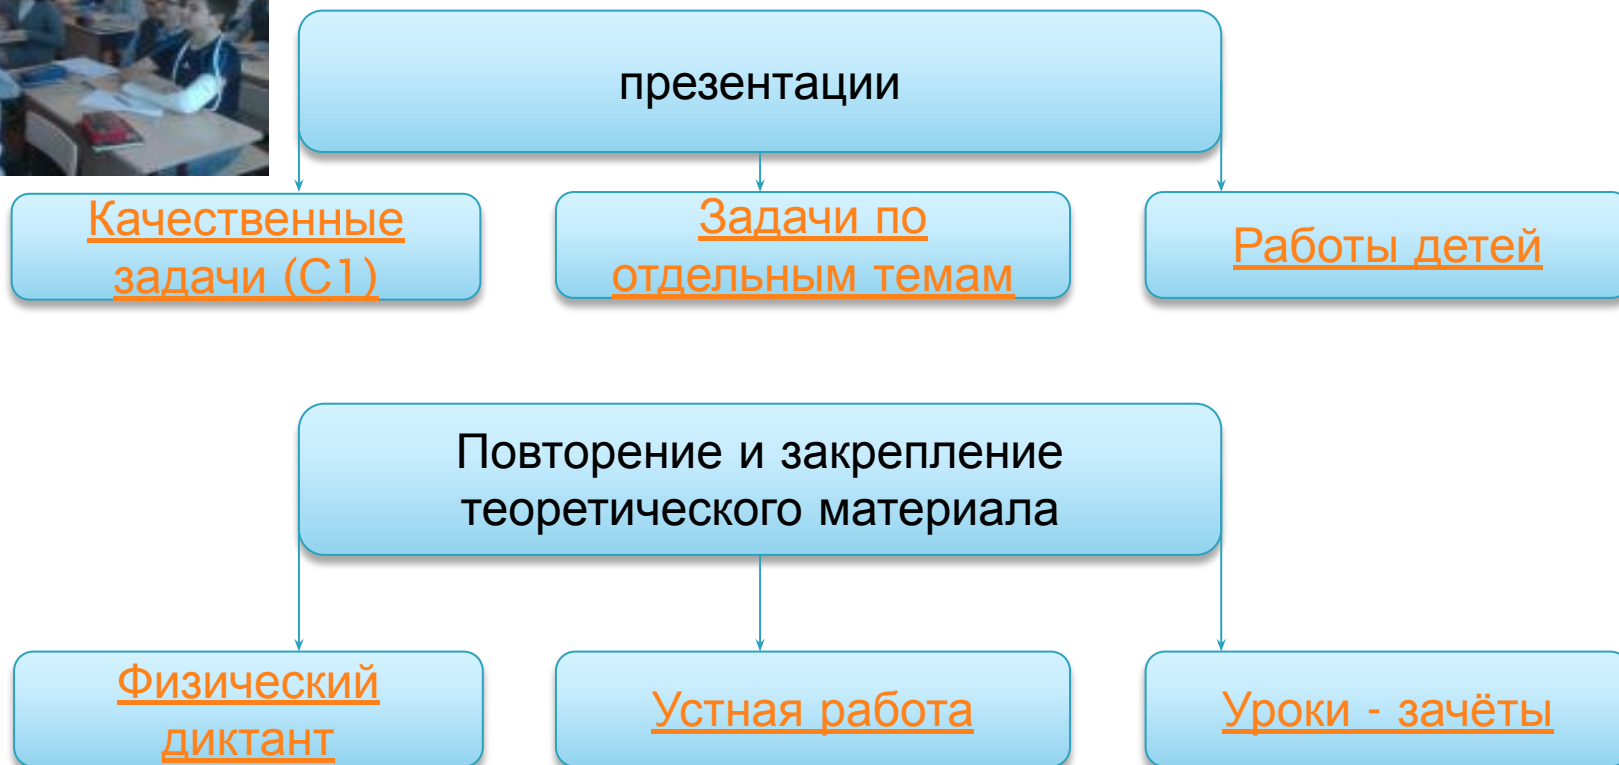 презентации
Качественные
задачи (С1)
Задачи по
отдельным темам
Работы детей
Повторение и закрепление
теоретического материала
Физический
диктант
Устная работа
Уроки - зачёты